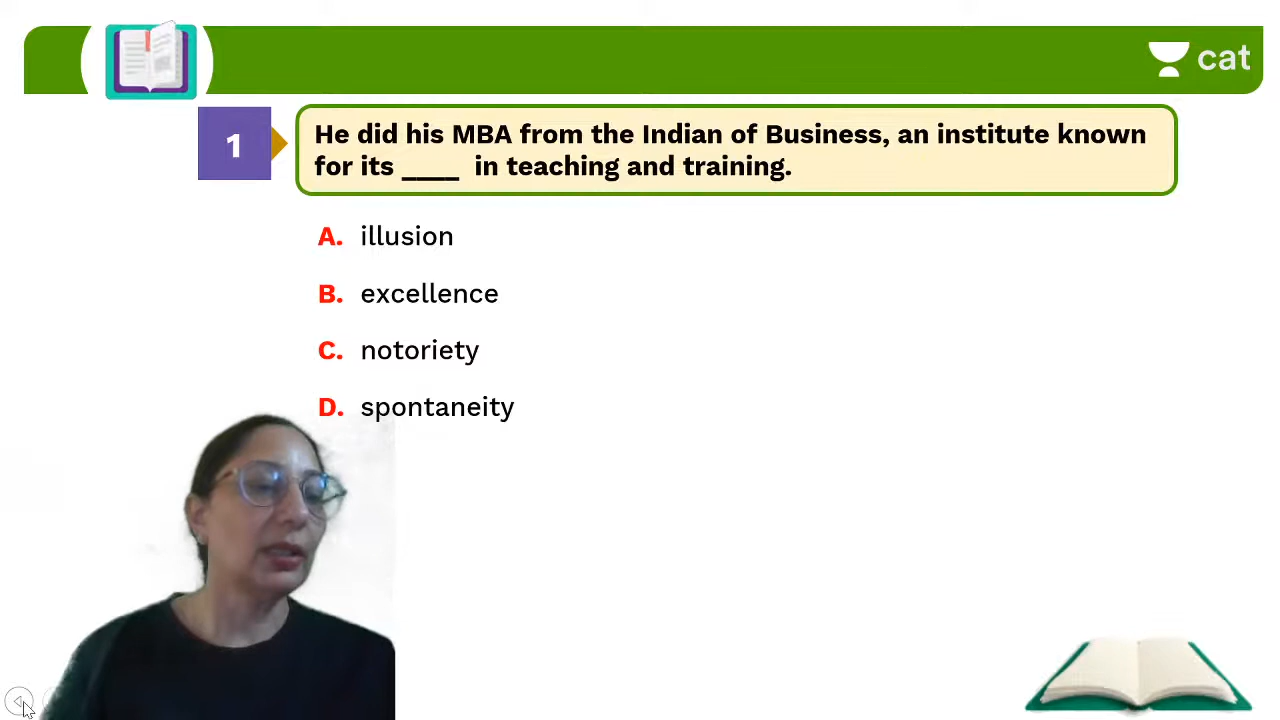 cat
1
He did his MBA from the Indian of Business, an institute known
for its ____ in teaching and training.
A. illusion
B. excellence
C. notoriety
D. spontaneity